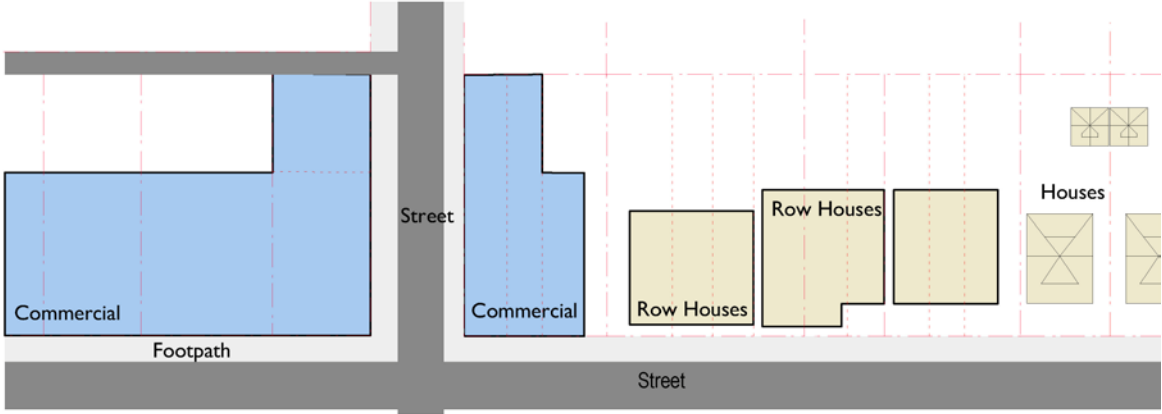 Houses
Row Houses
Street
Commercial
Commercial
Row Houses
Footpath
Street